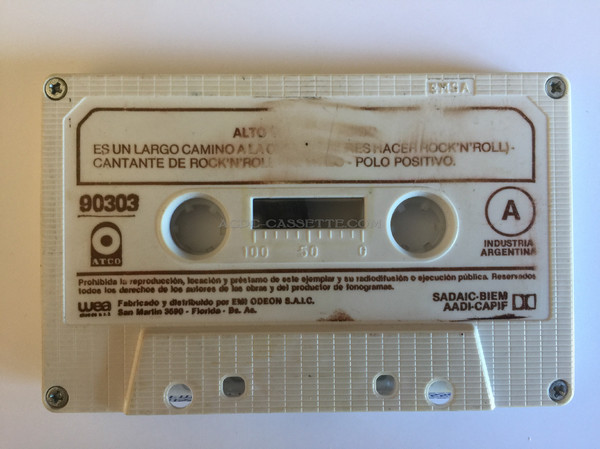 EMSA
ALTO
ES UN LARGO CAMINO A LA HACER ROCK'N'ROLL) -
CANTANTE DE ROCK'N'ROLL - POLO POSITIVO.
90303
A
ATCO
100 50 0
INDUSTRIA
ARGENTINA
Prohibida la reproducción, locación y préstamo de este ejemplar y su radiodifusión o ejecución pública. Reservados
todos los derechos de los autores de las obras y del productor de fonogramas.
wea
Fabricado y distribuido por EMI ODEON S.A.I.C.
San Martin 3690 - Florida - Bs. As.
SADAIC-BIEM
AADI-CAPIF